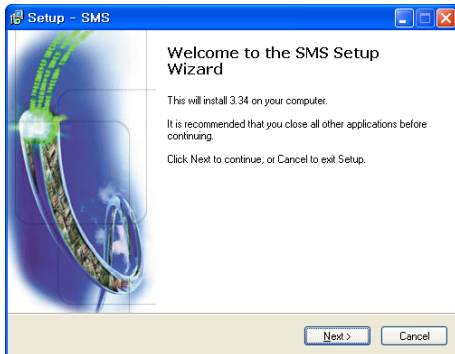 Setup - SMS
Welcome to the SMS Setup
Wizard
This will install 3.34 on your computer.
It is recommended that you close all other applications before
continuing.
Click Next to continue, or Cancel to exit Setup.
Next >
Cancel